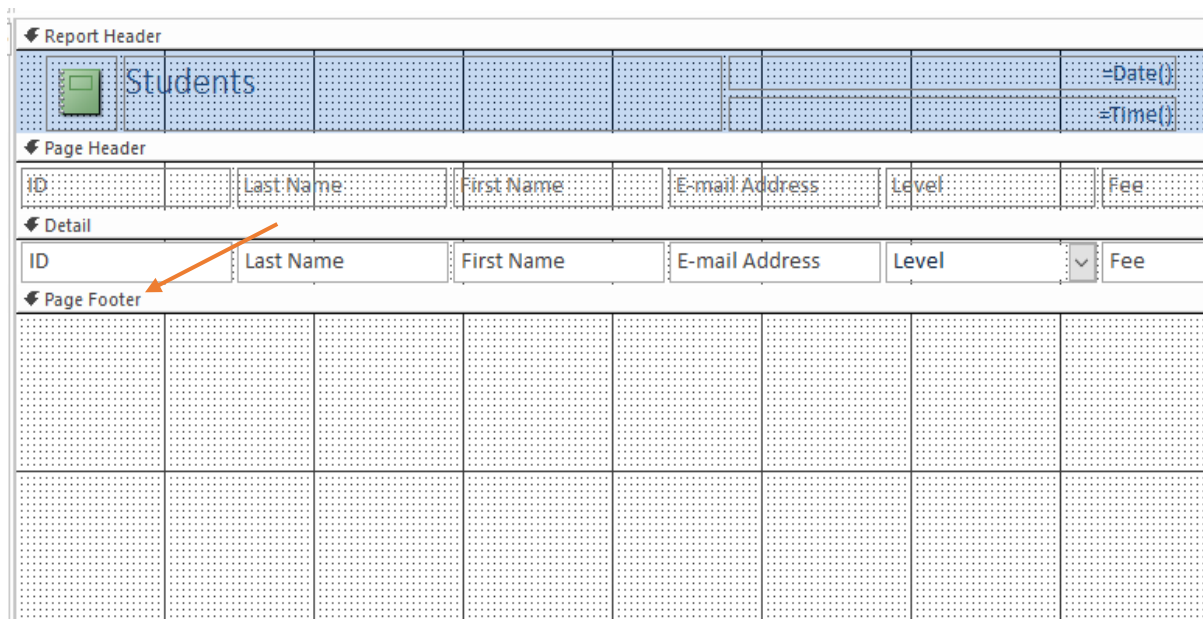 Report Header
Students
=Date()
=Time()
Page Header
ID Last Name First Name E-mail Address Level Fee
Detail
ID Last Name First Name E-mail Address Level Fee
Page Footer